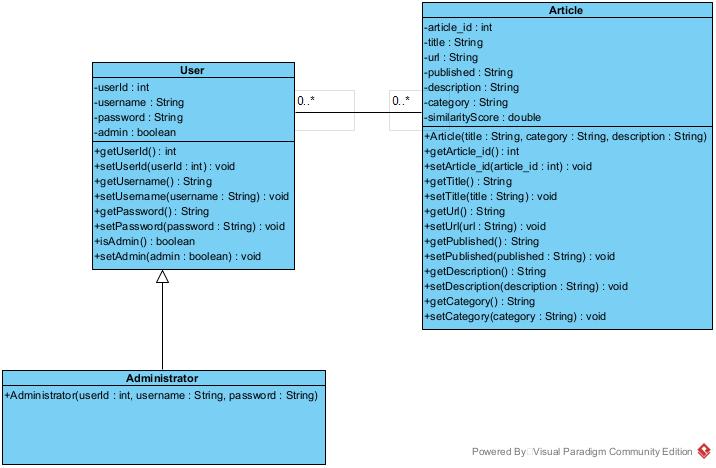 User
-userId : int
-username : String
-password : String
-admin : boolean
+getUserId() : int
+setUserId(userId : int) : void
+getUsername() : String
+setUsername(username : String) : void
+getPassword() : String
+setPassword(password : String) : void
+isAdmin() : boolean
+setAdmin(admin : boolean) : void
0..*
0..*
Article
-article_id : int
-title : String
-url : String
-published : String
-description : String
-category : String
-similarityScore : double
+Article(title : String, category : String, description : String)
+getArticle_id() : int
+setArticle_id(article_id : int) : void
+getTitle() : String
+setTitle(title : String) : void
+getUrl() : String
+setUrl(url : String) : void
+getPublished() : String
+setPublished(published : String) : void
+getDescription() : String
+setDescription(description : String) : void
+getCategory() : String
+setCategory(category : String) : void
Administrator
+Administrator(userId : int, username : String, password : String)
Powered By Visual Paradigm Community Edition